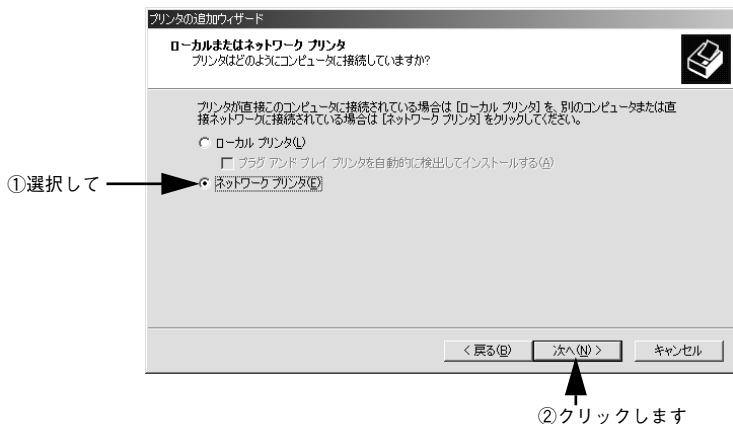 プリンタの追加ウィザード
ローカルまたはネットワーク プリンタ
プリンタはどのようにコンピュータに接続していますか?
プリンタが直接このコンピュータに接続されている場合は [ローカル プリンタ] を、別のコンピュータまたは直
接ネットワークに接続されている場合は [ネットワーク プリンタ] をクリックしてください。
ローカル プリンタ(L)
プラグ アンド プレイ プリンタを自動的に検出してインストールする(A)
①選択して
ネットワーク プリンタ(E)
< 戻る(B) 次へ(N) > キャンセル
②クリックします